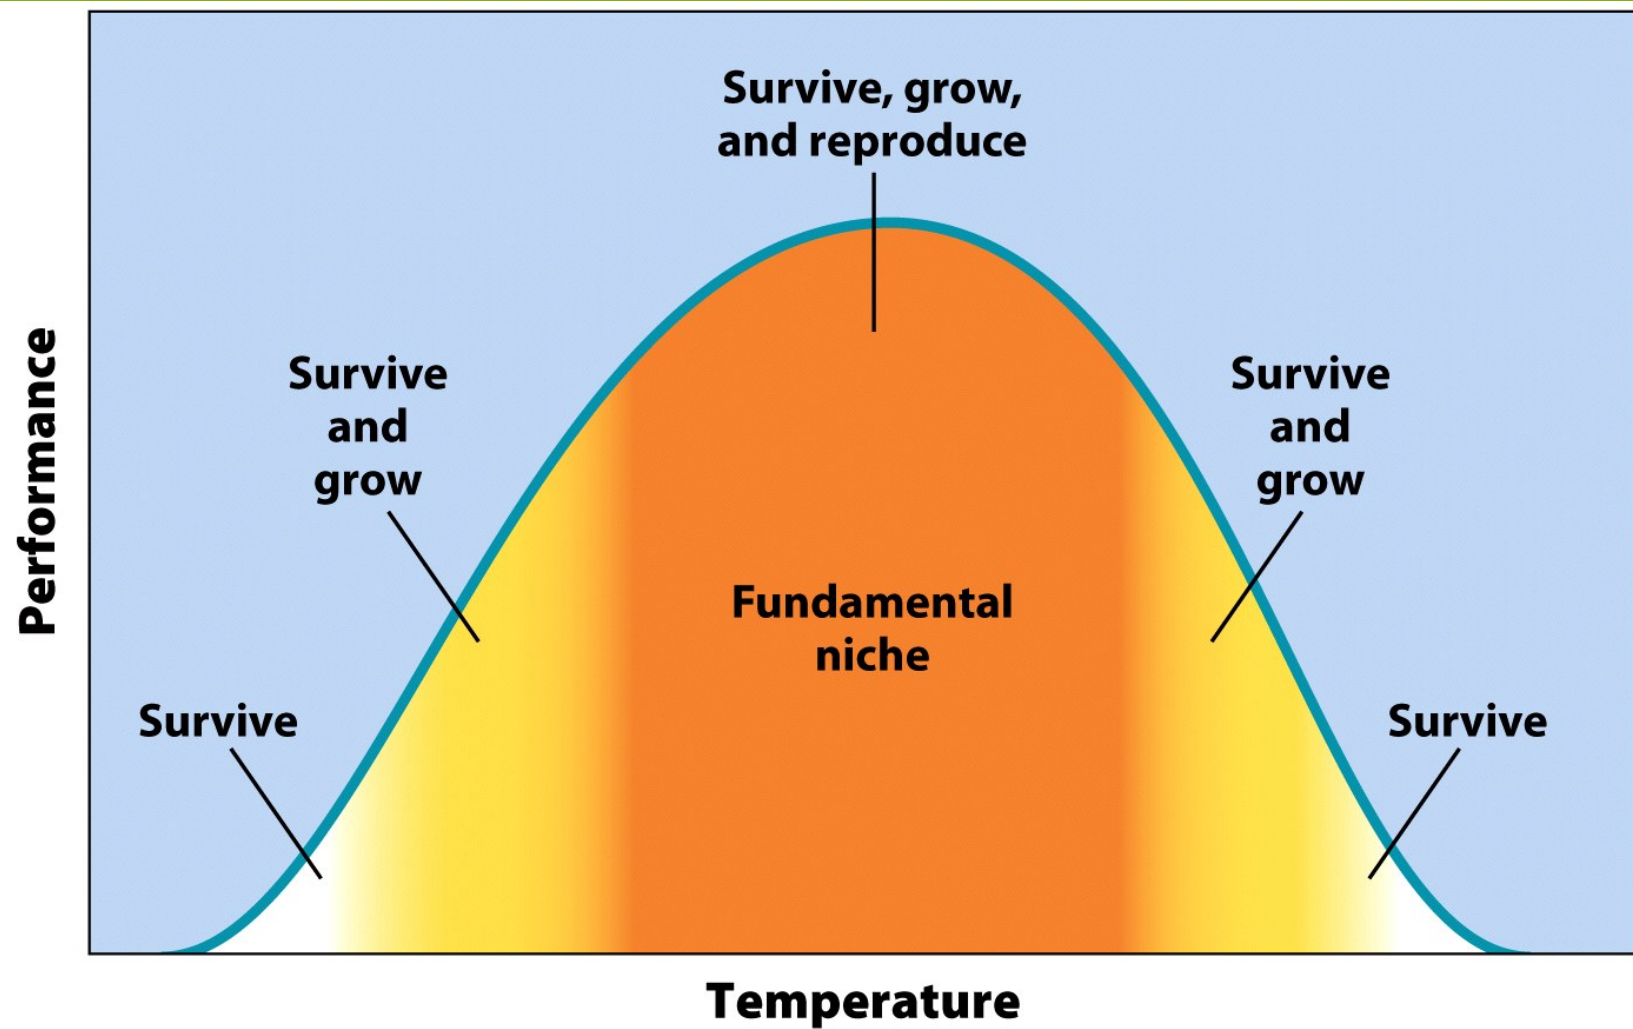 Survive, grow,
and reproduce
Survive
and
grow
Survive
and
grow
Fundamental
niche
Survive
Survive
Performance
Temperature